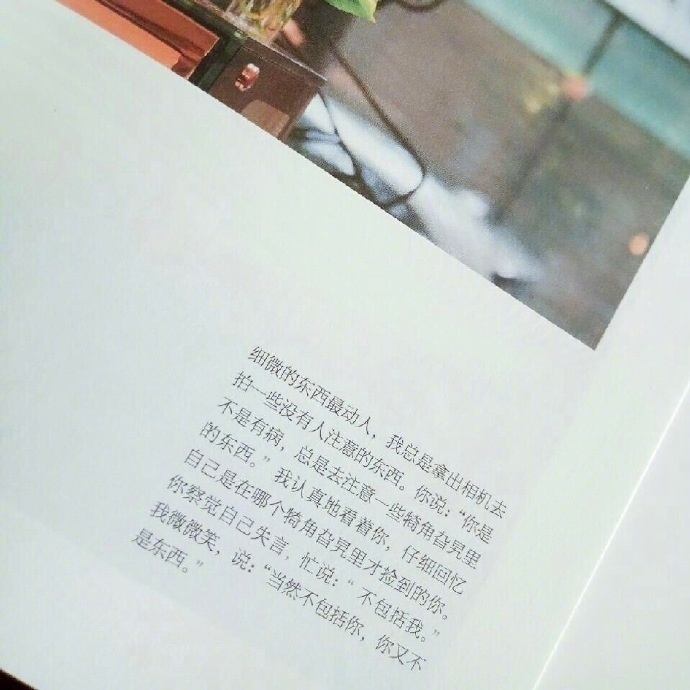 细微的东西最动人，我总是拿出相机去
拍一些没有人注意的东西。你说：“你是
不是有病，总是去注意一些犄角旮旯里
的东西。”我认真地看着你，仔细回忆
自己是在哪个犄角旮旯里才捡到的你。
你察觉自己失言，忙说：“不包括我。”
我微微笑，说：“当然不包括你，你又不
是东西。”